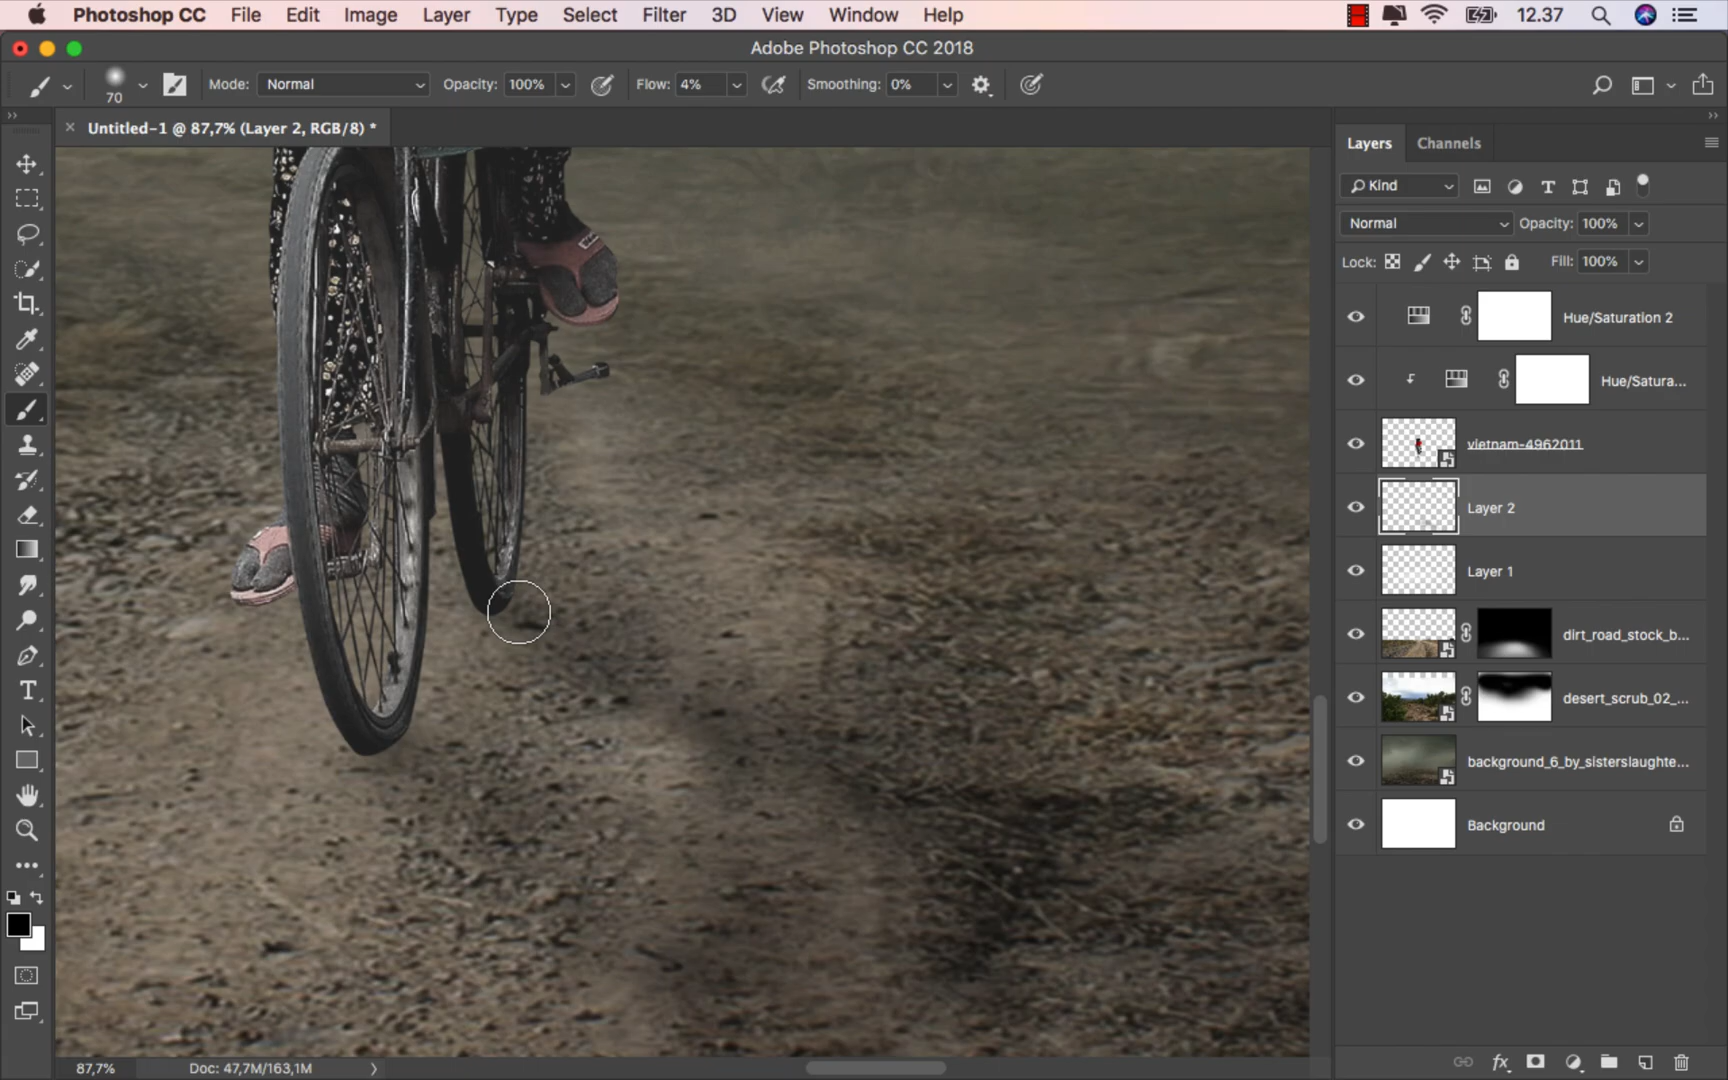 Photoshop CC File Edit Image Layer Type Select Filter 3D View Window Help 12.37
Adobe Photoshop CC 2018
70 Mode: Normal Opacity: 100% Flow: 4% Smoothing: 0%
× Untitled-1 @ 87,7% (Layer 2, RGB/8) *
Layers Channels
Kind
Normal Opacity: 100%
Lock: Fill: 100%
Hue/Saturation 2
Hue/Satura...
vietnam-4962011
Layer 2
Layer 1
dirt_road_stock_b...
desert_scrub_02_...
background_6_by_sisterslaughte...
Background
87,7% Doc: 47,7M/163,1M